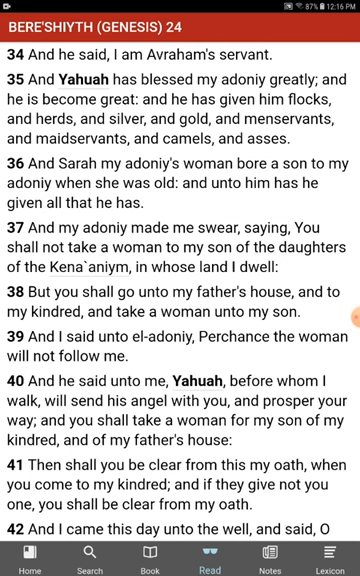 87% 12:16 PM
BERE'SHIYTH (GENESIS) 24
34 And he said, I am Avraham's servant.
35 And Yahuah has blessed my adoniy greatly; and
he is become great: and he has given him flocks,
and herds, and silver, and gold, and menservants,
and maidservants, and camels, and asses.
36 And Sarah my adoniy's woman bore a son to my
adoniy when she was old: and unto him has he
given all that he has.
37 And my adoniy made me swear, saying, You
shall not take a woman to my son of the daughters
of the Kena`aniym, in whose land I dwell:
38 But you shall go unto my father's house, and to
my kindred, and take a woman unto my son.
39 And I said unto el-adoniy, Perchance the woman
will not follow me.
40 And he said unto me, Yahuah, before whom I
walk, will send his angel with you, and prosper your
way; and you shall take a woman for my son of my
kindred, and of my father's house:
41 Then shall you be clear from this my oath, when
you come to my kindred; and if they give not you
one, you shall be clear from my oath.
42 And I came this day unto the well, and said, O
Home Search Book Read Notes Lexicon